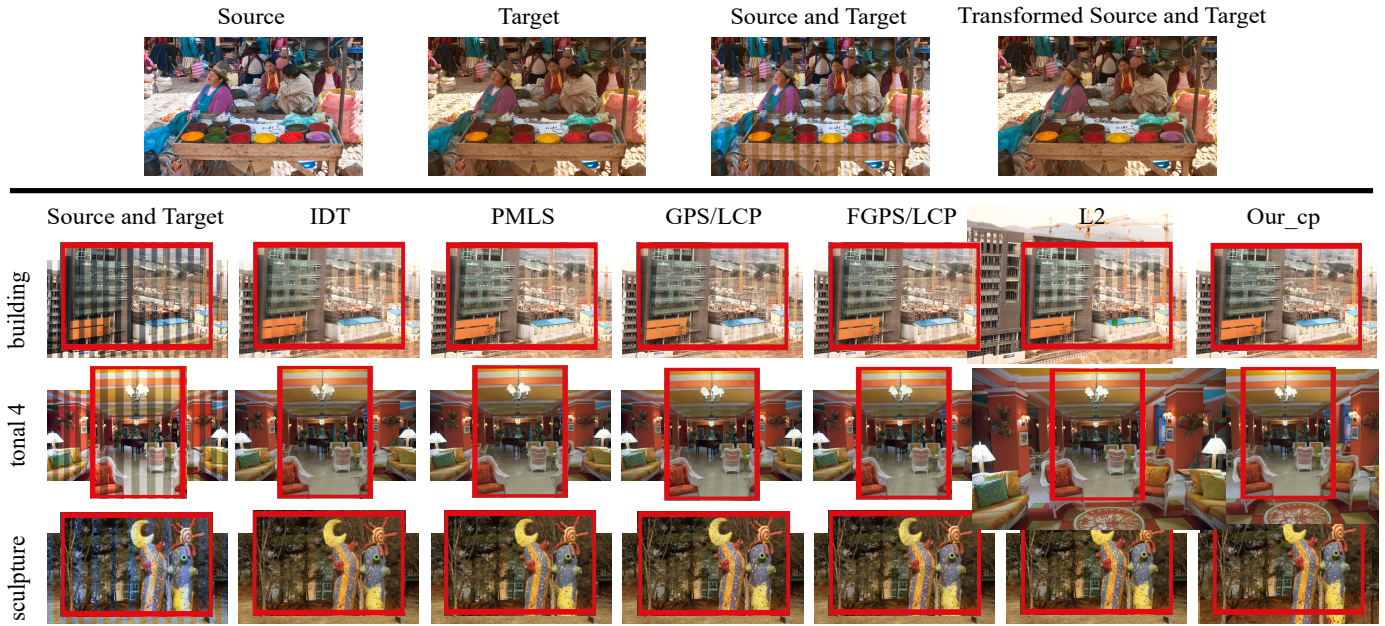 Source Target Source and Target Transformed Source and Target
Source and Target IDT PMLS GPS/LCP FGPS/LCP L2 Our_cp
building
tonal 4
sculpture